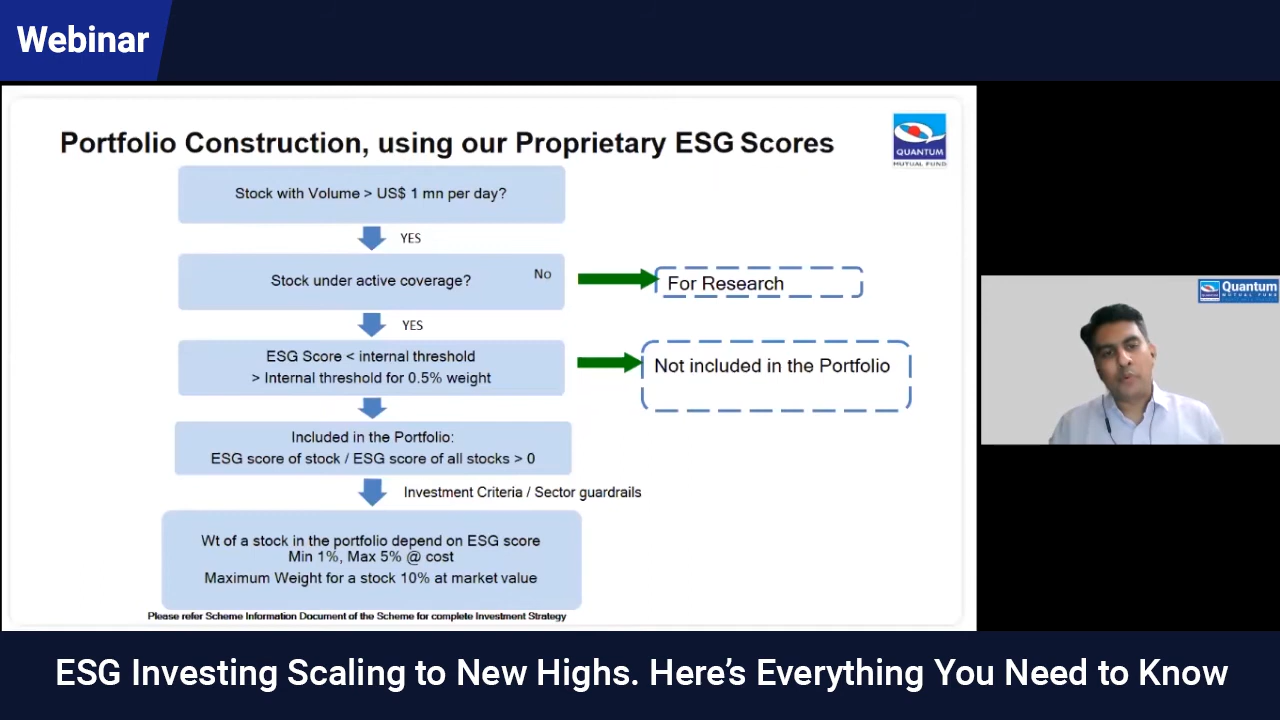 Webinar
Portfolio Construction, using our Proprietary ESG Scores
QUANTUM
MUTUAL FUND
Stock with Volume > US$ 1 mn per day?
YES
Stock under active coverage?
No
For Research
YES
ESG Score < internal threshold
> Internal threshold for 0.5% weight
Not included in the Portfolio
Included in the Portfolio:
ESG score of stock / ESG score of all stocks > 0
Investment Criteria / Sector guardrails
Wt of a stock in the portfolio depend on ESG score
Min 1%, Max 5% @ cost
Maximum Weight for a stock 10% at market value
Please refer Scheme Information Document of the Scheme for complete Investment Strategy
Quantum
MUTUAL FUND
ESG Investing Scaling to New Highs. Here's Everything You Need to Know